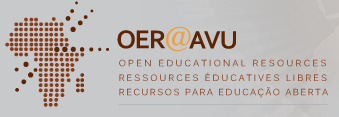 OER@AVU
OPEN EDUCATIONAL RESOURCES
RESSOURCES ÉDUCATIVES LIBRES
RECURSOS PARA EDUCAÇÃO ABERTA